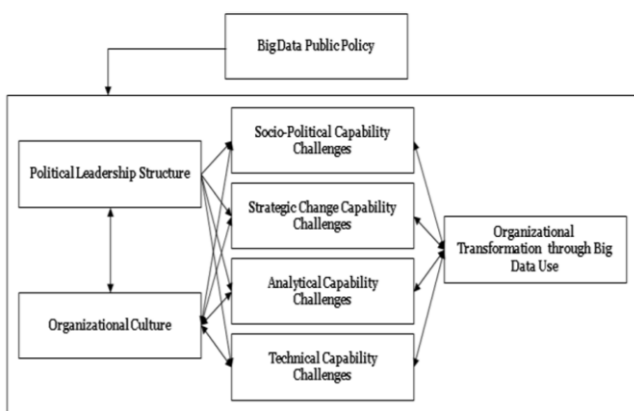 Big Data Public Policy
Political Leadership Structure
Organizational Culture
Socio-Political Capability
Challenges
Strategic Change Capability
Challenges
Analytical Capability
Challenges
Technical Capability
Challenges
Organizational
Transformation through Big
Data Use